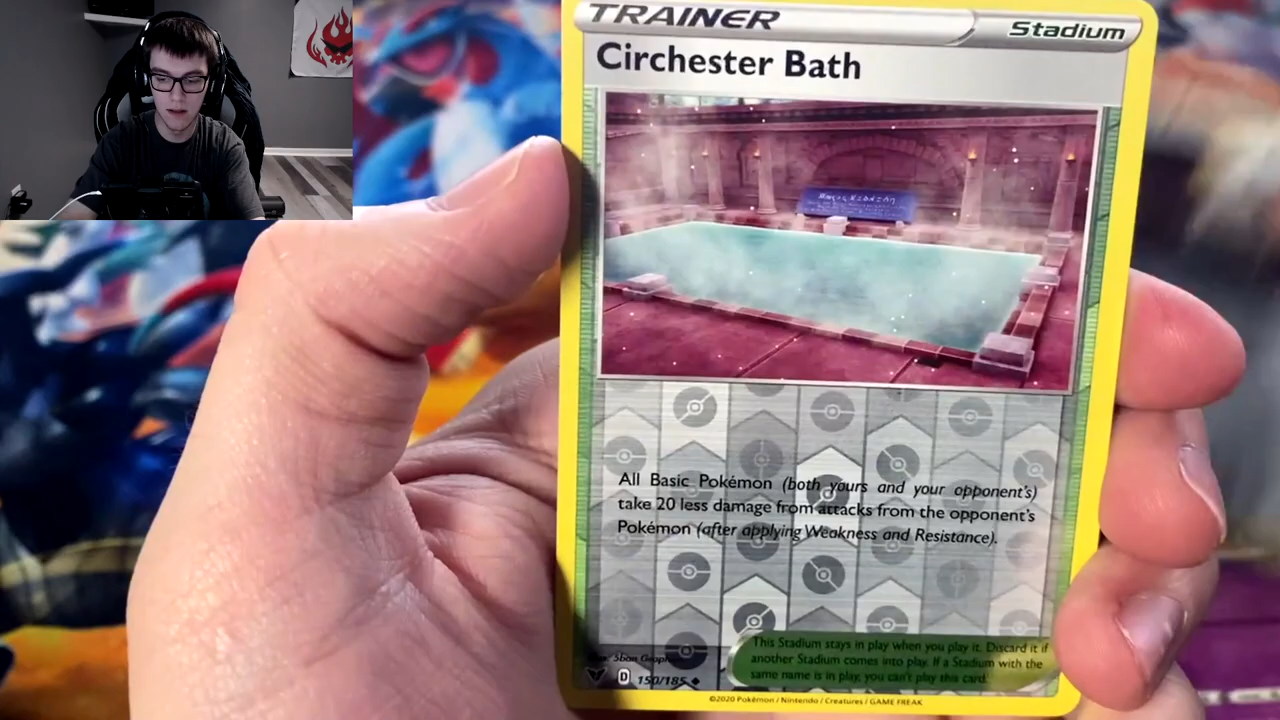 TRAINER
Stadium
Circhester Bath
All Basic Pokémon (both yours and your opponent's)
take 20 less damage from attacks from the opponent's
Pokémon (after applying Weakness and Resistance).
This Stadium stays in play when you play it. Discard it if
another Stadium comes into play. If a Stadium with the
same name is in play, you can't play this card.
D 150/185
©2020 Pokémon / Nintendo / Creatures / GAME FREAK